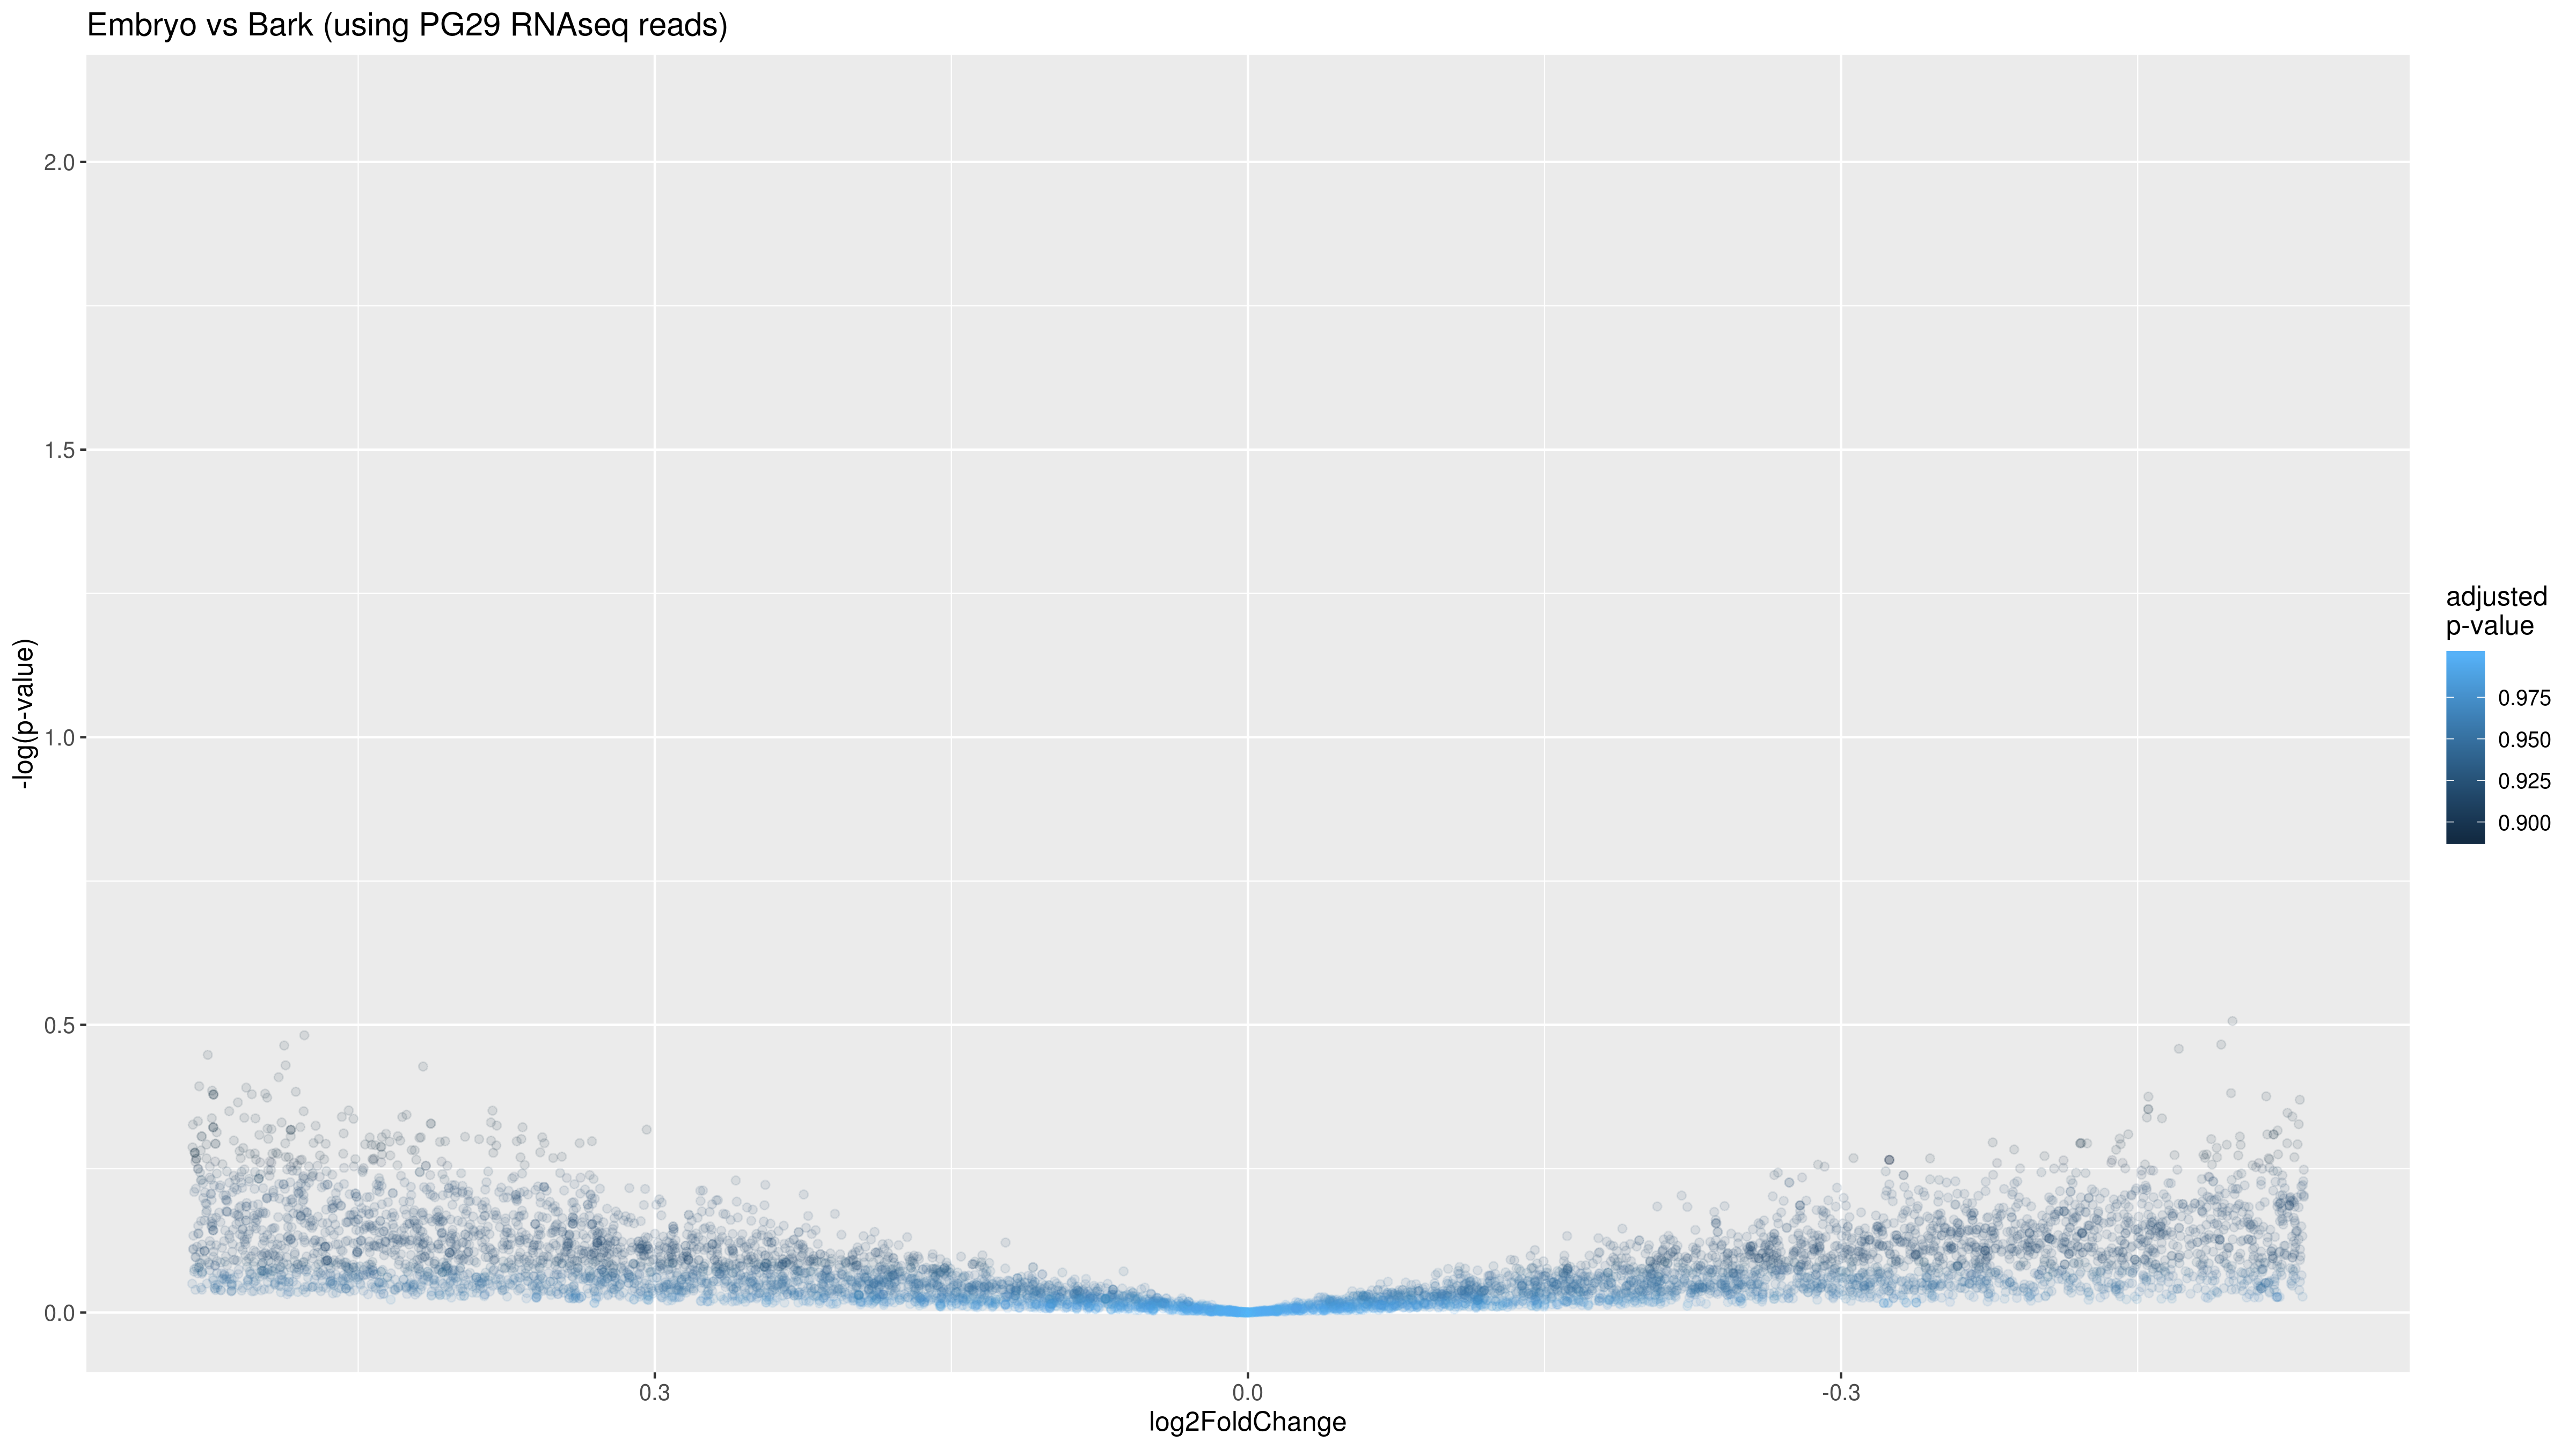 Embryo vs Bark (using PG29 RNAseq reads)
2.0
1.5
1.0
0.5
0.0
-log(p-value)
0.3
0.0
-0.3
log2FoldChange
adjusted
p-value
0.975
0.950
0.925
0.900